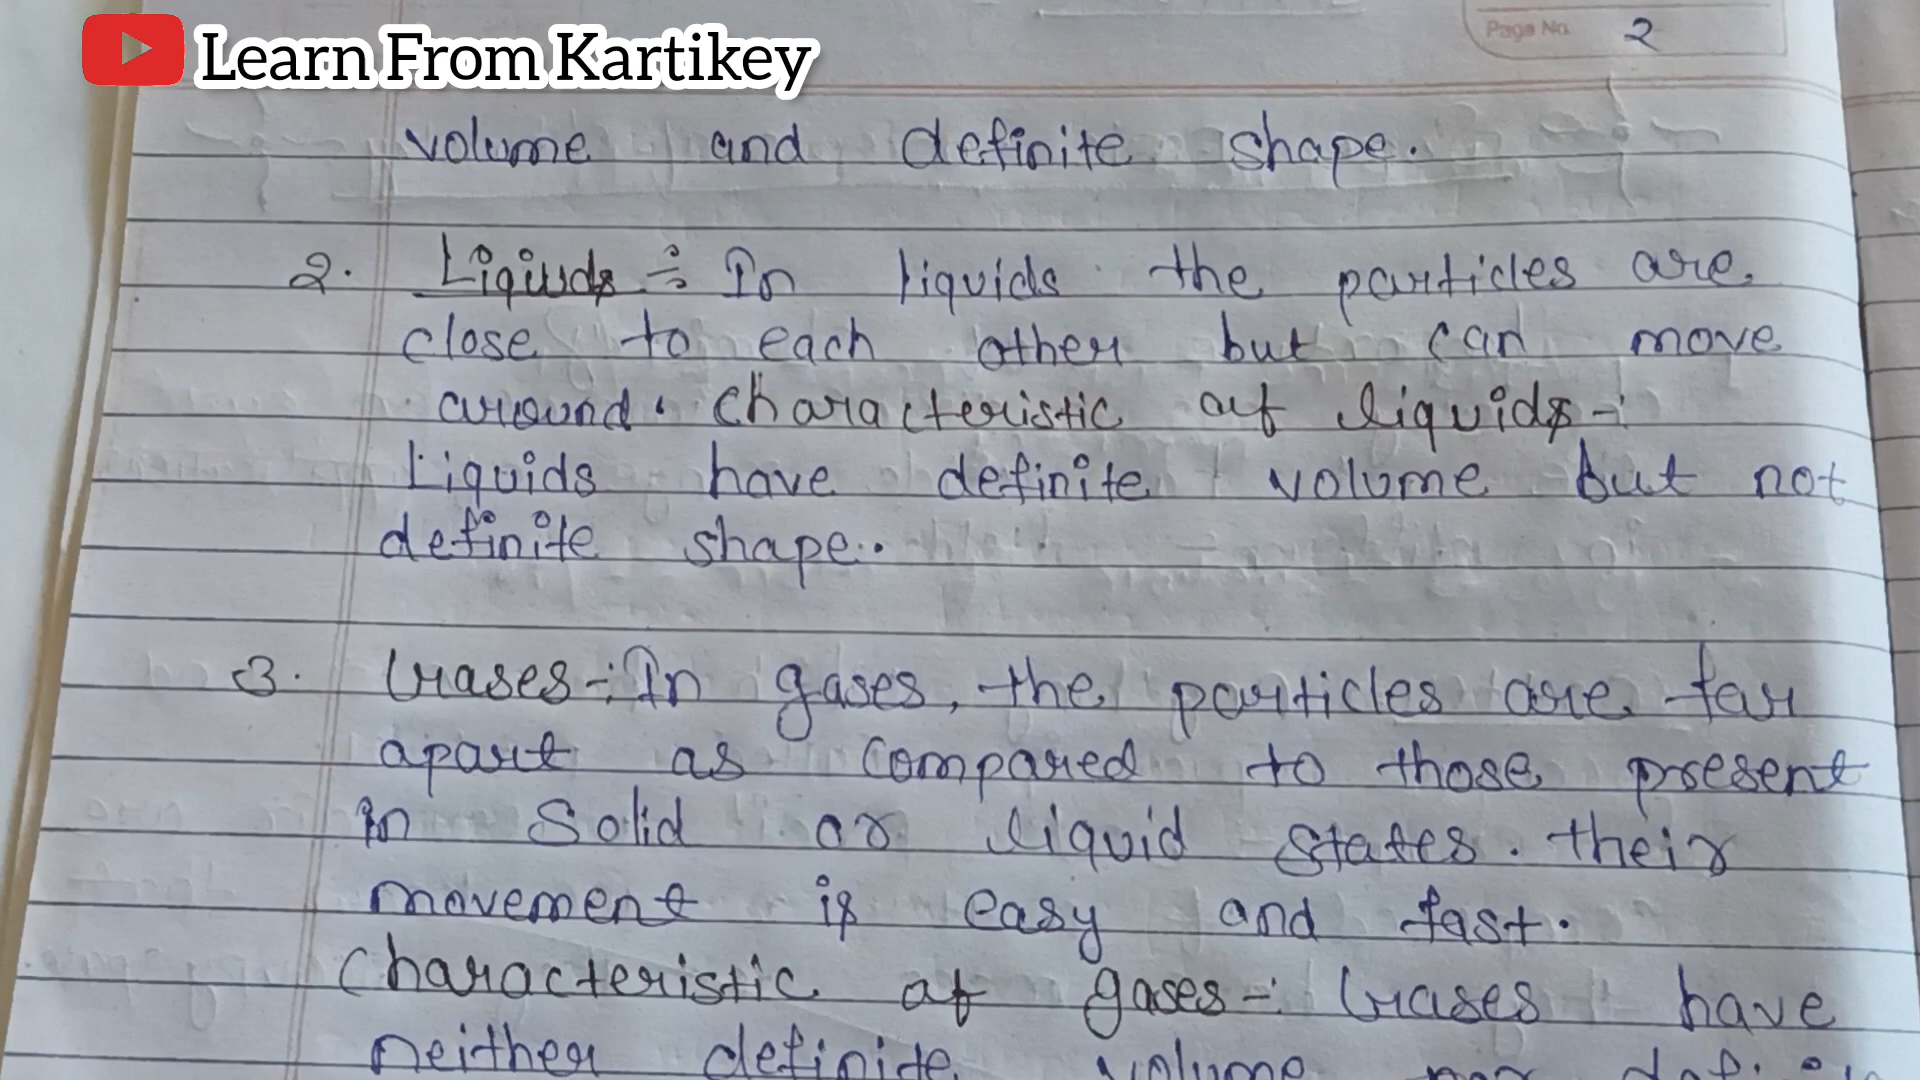 Learn From Kartikey
Page No. 2
volume and definite shape.
2. Liqiuds ÷ In liquids the particles are
close to each other but can move
around. Characteristic of liquids -:
Liquids have definite volume but not
definite shape.
3. Gases -: In gases, the particles are far
apart as compared to those present
in Solid or liquid states. their
movement is easy and fast.
Characteristic of gases -: Gases have
neither definite volume nor